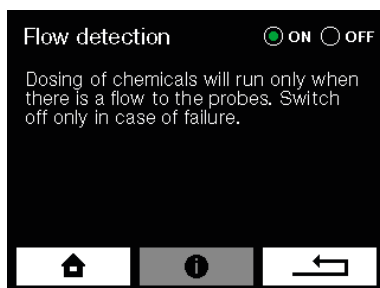 Flow detection ON OFF
Dosing of chemicals will run only when
there is a flow to the probes. Switch
off only in case of failure.